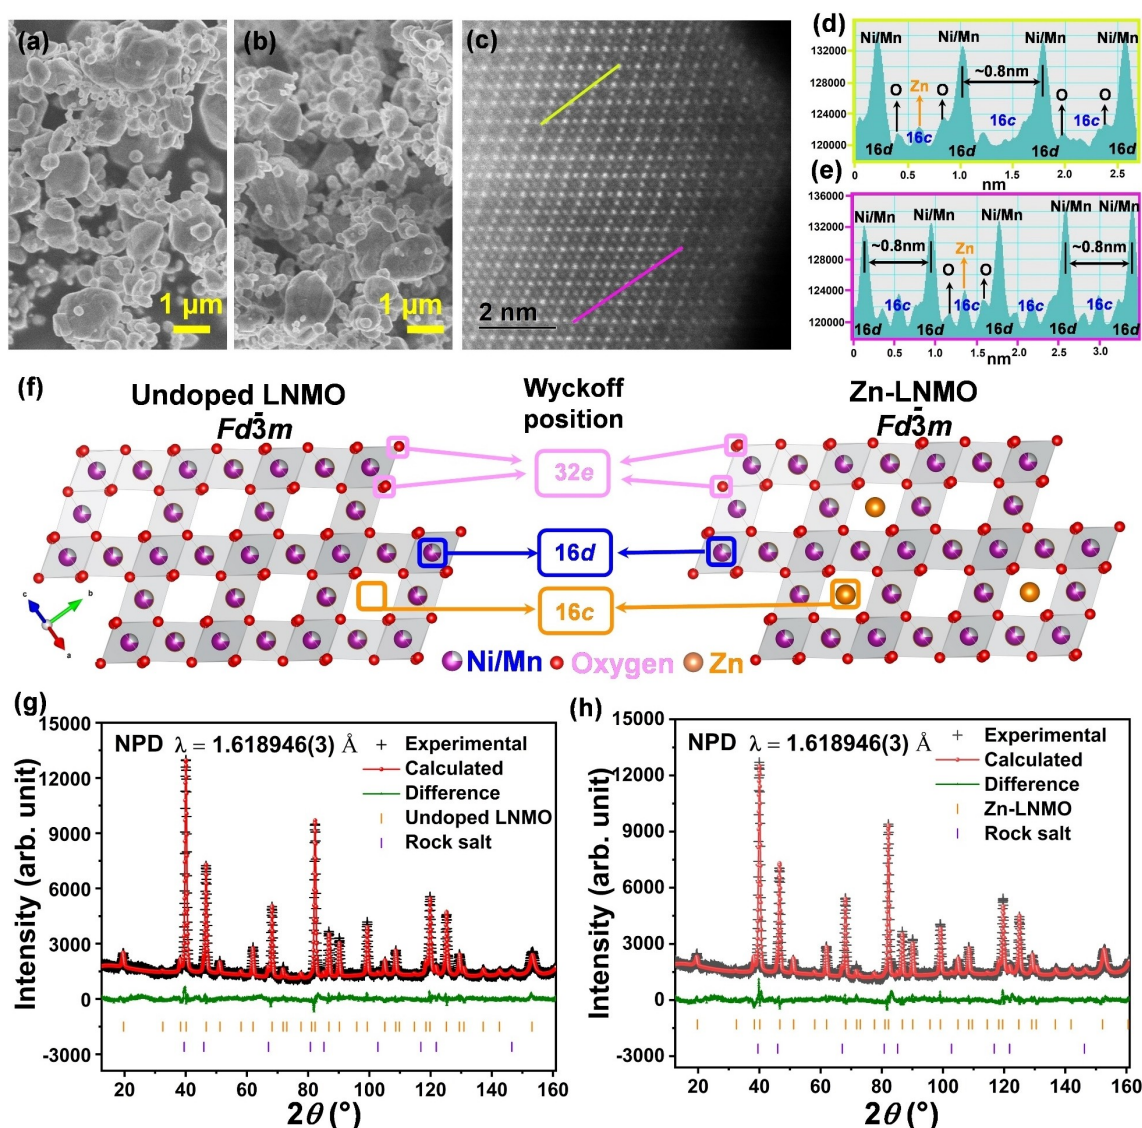 (a)
1 μm
(b)
1 μm
(c)
2 nm
(d)
132000
128000
124000
120000
Ni/Mn Ni/Mn Ni/Mn Ni/Mn
~0.8nm
O Zn O O O
16c 16c 16c
16d 16d 16d 16d
0 0.5 1.0 1.5 2.0 2.5
nm
(e)
136000
132000
128000
124000
120000
Ni/Mn Ni/Mn Ni/Mn Ni/Mn Ni/Mn
~0.8nm ~0.8nm
Zn
O O
16c 16c 16c 16c
16d 16d 16d 16d 16d
0 0.5 1.0 1.5 2.0 2.5 3.0
nm
(f)
Undoped LNMO
Fd3̄m
Wyckoff
position
Zn-LNMO
Fd3̄m
32e
16d
16c
c b a
Ni/Mn Oxygen Zn
(g)
NPD λ = 1.618946(3) Å
Experimental
Calculated
Difference
Undoped LNMO
Rock salt
Intensity (arb. unit)
15000
12000
9000
6000
3000
0
-3000
20 40 60 80 100 120 140 160
2θ (°)
(h)
NPD λ = 1.618946(3) Å
Experimental
Calculated
Difference
Zn-LNMO
Rock salt
Intensity (arb. unit)
15000
12000
9000
6000
3000
0
-3000
20 40 60 80 100 120 140 160
2θ (°)